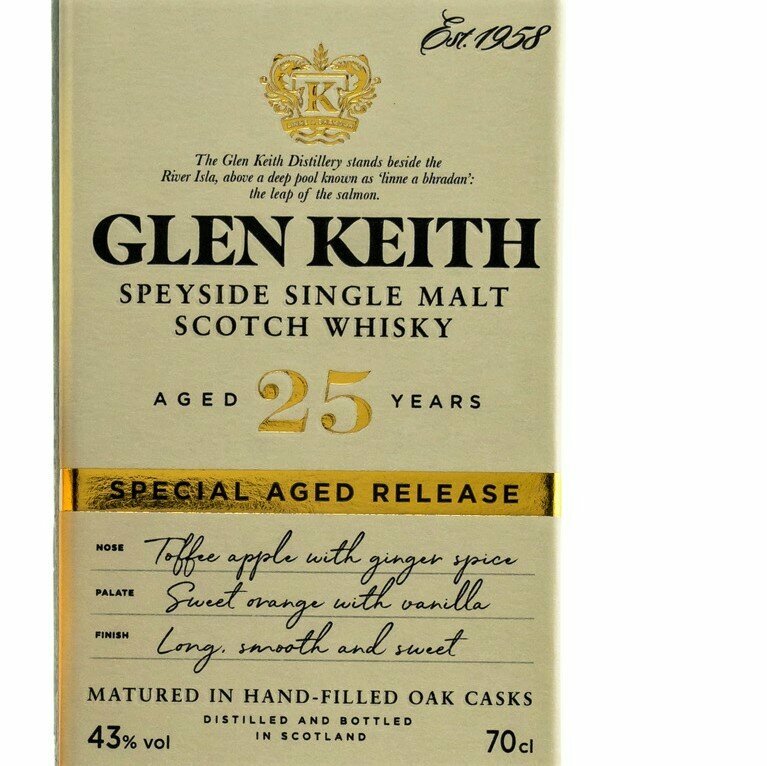 Est. 1958
K
The Glen Keith Distillery stands beside the
River Isla, above a deep pool known as 'linne a bhradan':
the leap of the salmon.
GLEN KEITH
SPEYSIDE SINGLE MALT
SCOTCH WHISKY
AGED 25 YEARS
SPECIAL AGED RELEASE
NOSE Toffee apple with ginger spice
PALATE Sweet orange with vanilla
FINISH Long, smooth and sweet
MATURED IN HAND-FILLED OAK CASKS
DISTILLED AND BOTTLED
IN SCOTLAND
43% vol
70cl